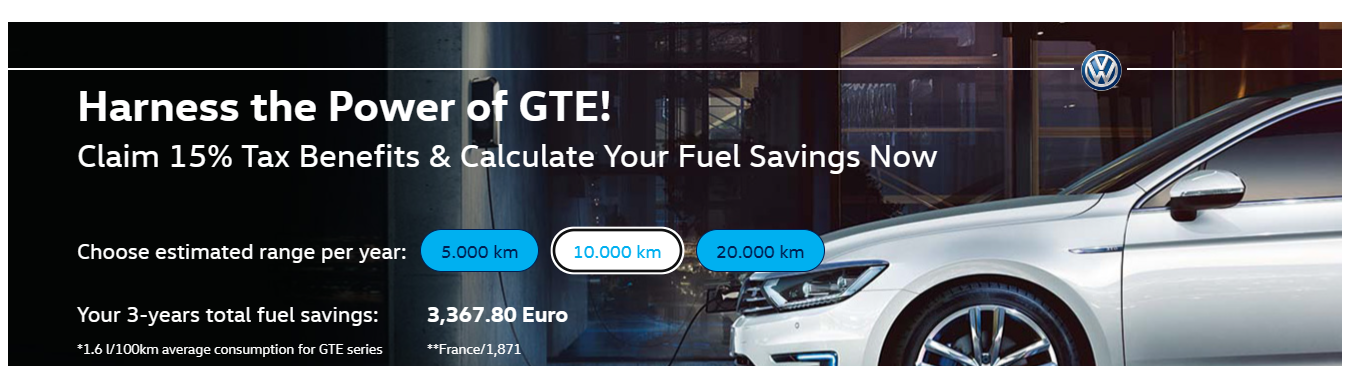 Harness the Power of GTE!
Claim 15% Tax Benefits & Calculate Your Fuel Savings Now
Choose estimated range per year: 5.000 km 10.000 km 20.000 km
Your 3-years total fuel savings: 3,367.80 Euro
*1.6 l/100km average consumption for GTE series **France/1,871